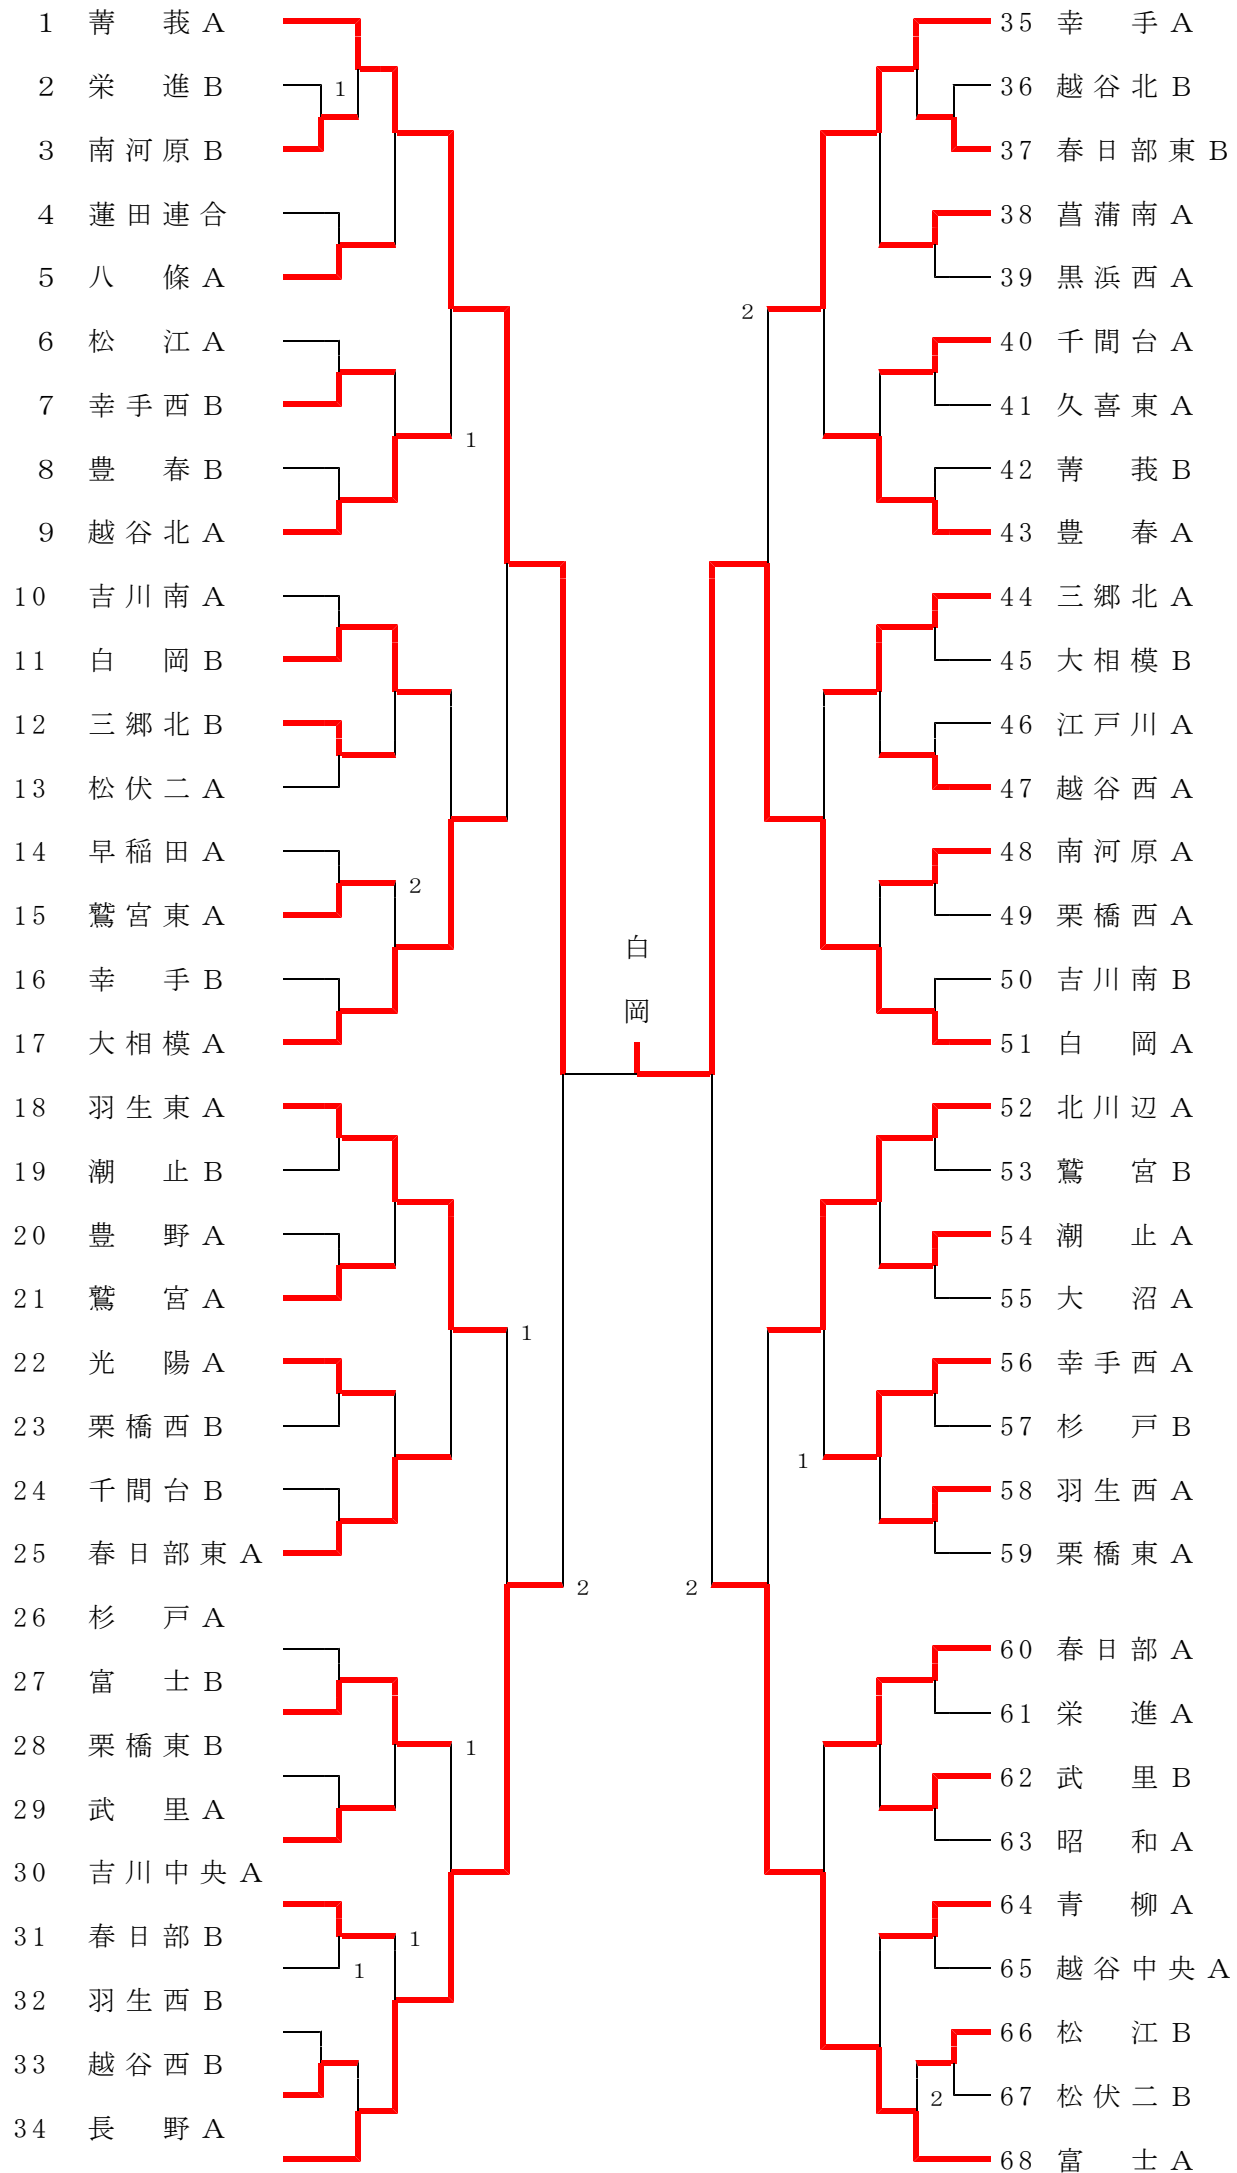 1 菁莪 A
2 栄進 B
1
3 南河原 B
4 蓮田連合
5 八條 A
6 松江 A
7 幸手西 B
1
8 豊春 B
9 越谷北 A
10 吉川南 A
11 白岡 B
12 三郷北 B
13 松伏二 A
14 早稲田 A
2
15 鷲宮東 A
16 幸手 B
17 大相模 A
18 羽生東 A
19 潮止 B
20 豊野 A
21 鷲宮 A
1
22 光陽 A
23 栗橋西 B
24 千間台 B
25 春日部東 A
2
26 杉戸 A
27 富士 B
28 栗橋東 B
1
29 武里 A
30 吉川中央 A
31 春日部 B
1
1
32 羽生西 B
33 越谷西 B
34 長野 A
白
岡
35 幸手 A
36 越谷北 B
37 春日部東 B
38 菖蒲南 A
39 黒浜西 A
2
40 千間台 A
41 久喜東 A
42 菁莪 B
43 豊春 A
44 三郷北 A
45 大相模 B
46 江戸川 A
47 越谷西 A
48 南河原 A
49 栗橋西 A
50 吉川南 B
51 白岡 A
52 北川辺 A
53 鷲宮 B
54 潮止 A
55 大沼 A
56 幸手西 A
57 杉戸 B
1
58 羽生西 A
59 栗橋東 A
2
60 春日部 A
61 栄進 A
62 武里 B
63 昭和 A
64 青柳 A
65 越谷中央 A
66 松江 B
67 松伏二 B
2
68 富士 A